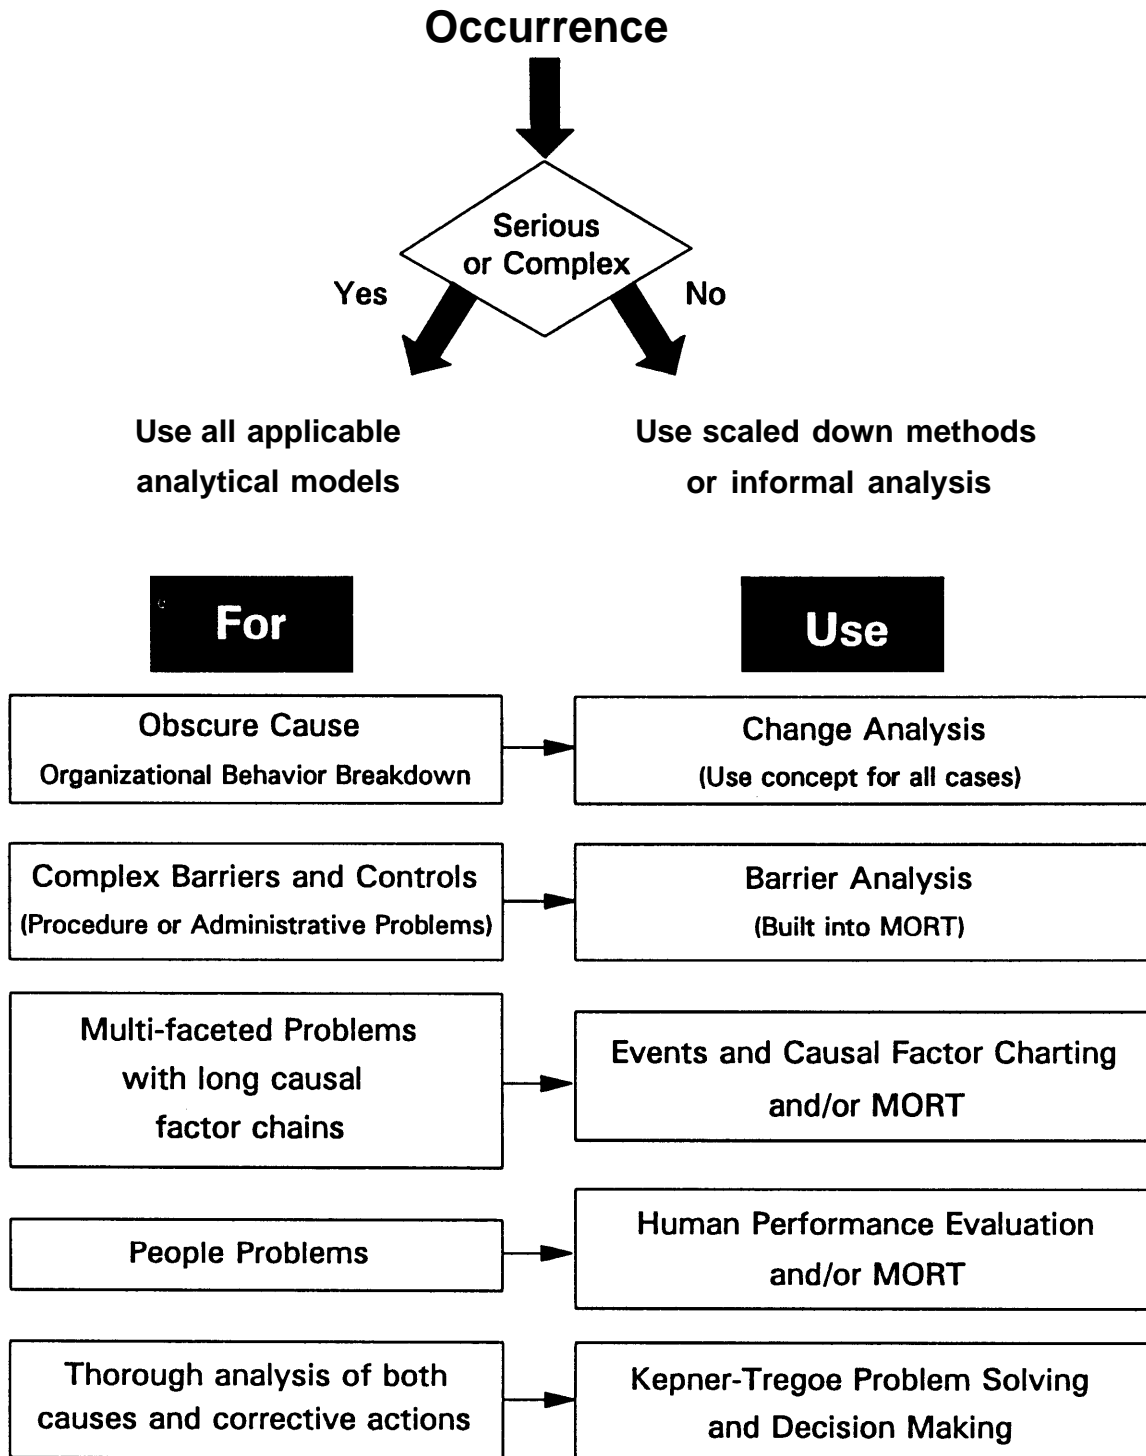 Occurrence
Serious
or Complex
Yes
No
Use all applicable
analytical models
Use scaled down methods
or informal analysis
For
Use
Obscure Cause
Organizational Behavior Breakdown
Change Analysis
(Use concept for all cases)
Complex Barriers and Controls
(Procedure or Administrative Problems)
Barrier Analysis
(Built into MORT)
Multi-faceted Problems
with long causal
factor chains
Events and Causal Factor Charting
and/or MORT
People Problems
Human Performance Evaluation
and/or MORT
Thorough analysis of both
causes and corrective actions
Kepner-Tregoe Problem Solving
and Decision Making